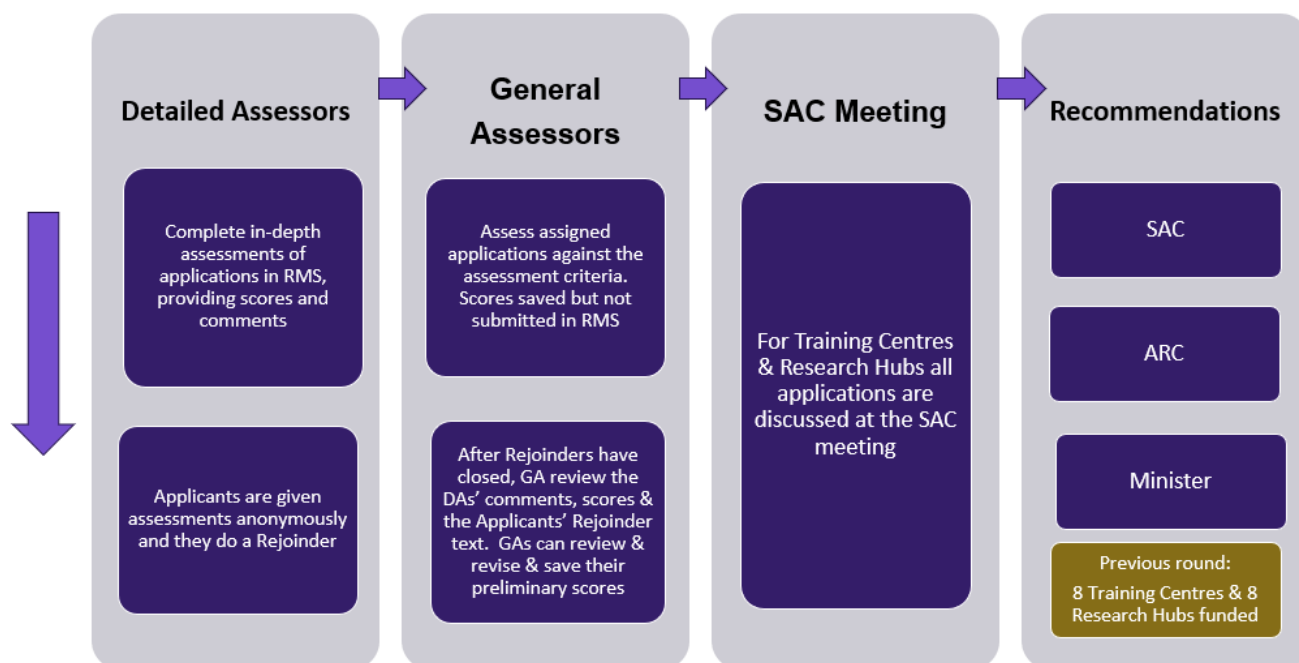 Detailed Assessors
Complete in-depth
assessments of
applications in RMS,
providing scores and
comments
Applicants are given
assessments anonymously
and they do a Rejoinder
General
Assessors
Assess assigned
applications against the
assessment criteria.
Scores saved but not
submitted in RMS
After Rejoinders have
closed, GA review the
DAs’ comments, scores &
the Applicants’ Rejoinder
text.  GAs can review &
revise & save their
preliminary scores
SAC Meeting
For Training Centres
& Research Hubs all
applications are
discussed at the SAC
meeting
Recommendations
SAC
ARC
Minister
Previous round:
8 Training Centres & 8
Research Hubs funded